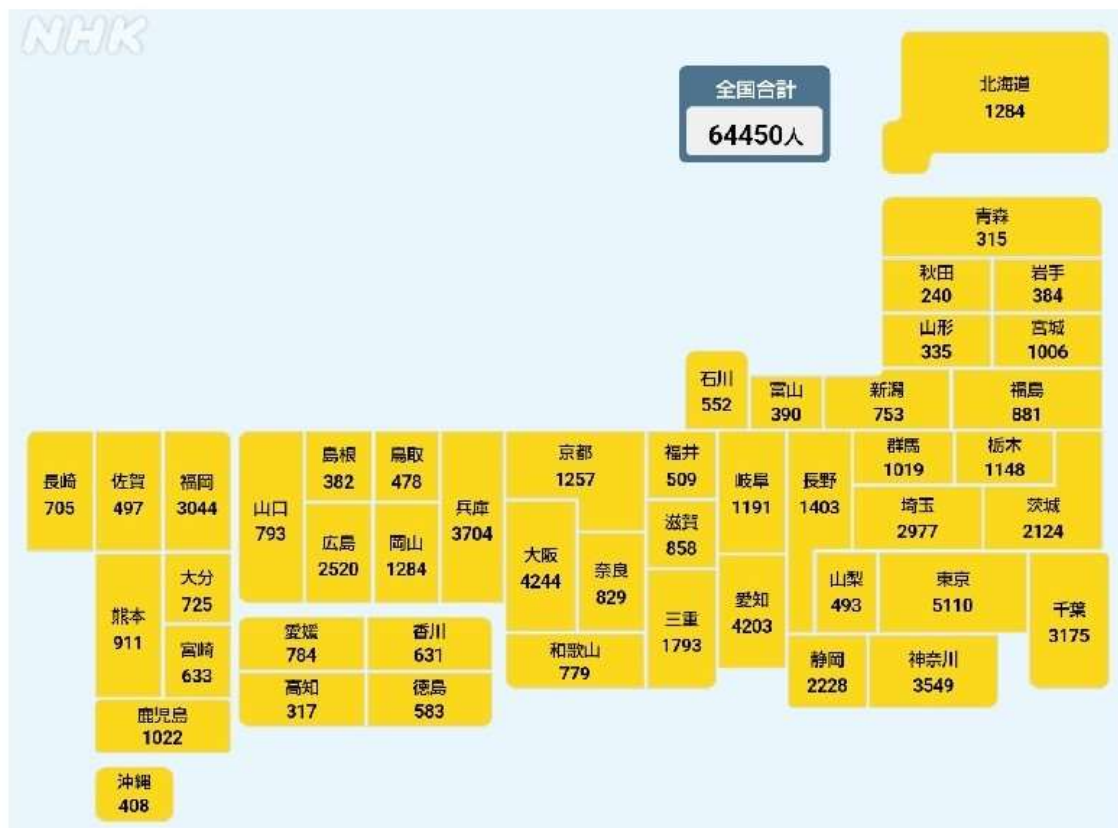 NHK
全国合計
64450人
北海道
1284
青森
315
秋田
240
岩手
384
山形
335
宮城
1006
石川
552
富山
390
新潟
753
福島
881
長崎
705
佐賀
497
福岡
3044
山口
793
島根
382
鳥取
478
兵庫
3704
京都
1257
福井
509
岐阜
1191
長野
1403
群馬
1019
栃木
1148
埼玉
2977
茨城
2124
広島
2520
岡山
1284
大阪
4244
奈良
829
滋賀
858
三重
1793
愛知
4203
山梨
493
東京
5110
千葉
3175
熊本
911
大分
725
宮崎
633
愛媛
784
香川
631
和歌山
779
静岡
2228
神奈川
3549
高知
317
徳島
583
鹿児島
1022
沖縄
408